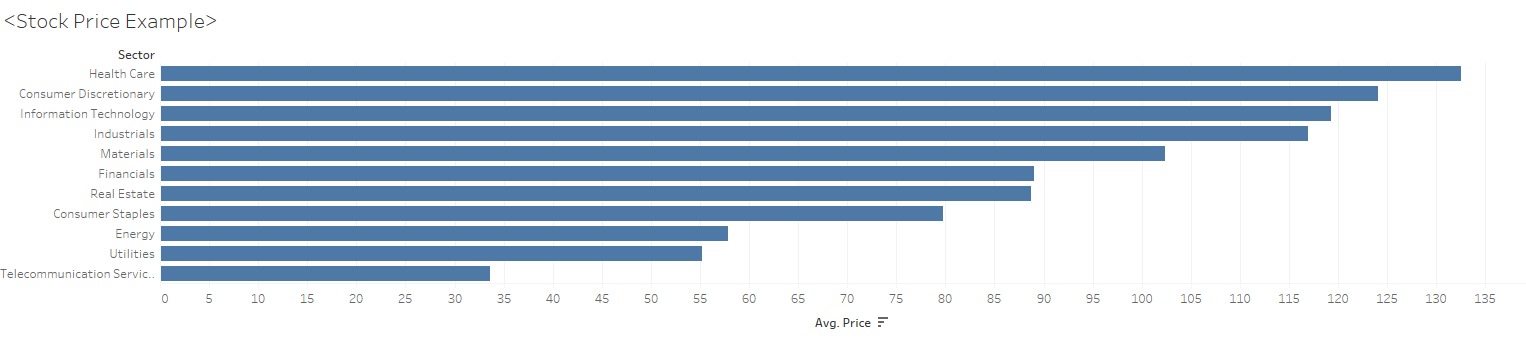 <Stock Price Example>
Sector
Health Care
Consumer Discretionary
Information Technology
Industrials
Materials
Financials
Real Estate
Consumer Staples
Energy
Utilities
Telecommunication Servic..
0 5 10 15 20 25 30 35 40 45 50 55 60 65 70 75 80 85 90 95 100 105 110 115 120 125 130 135
Avg. Price